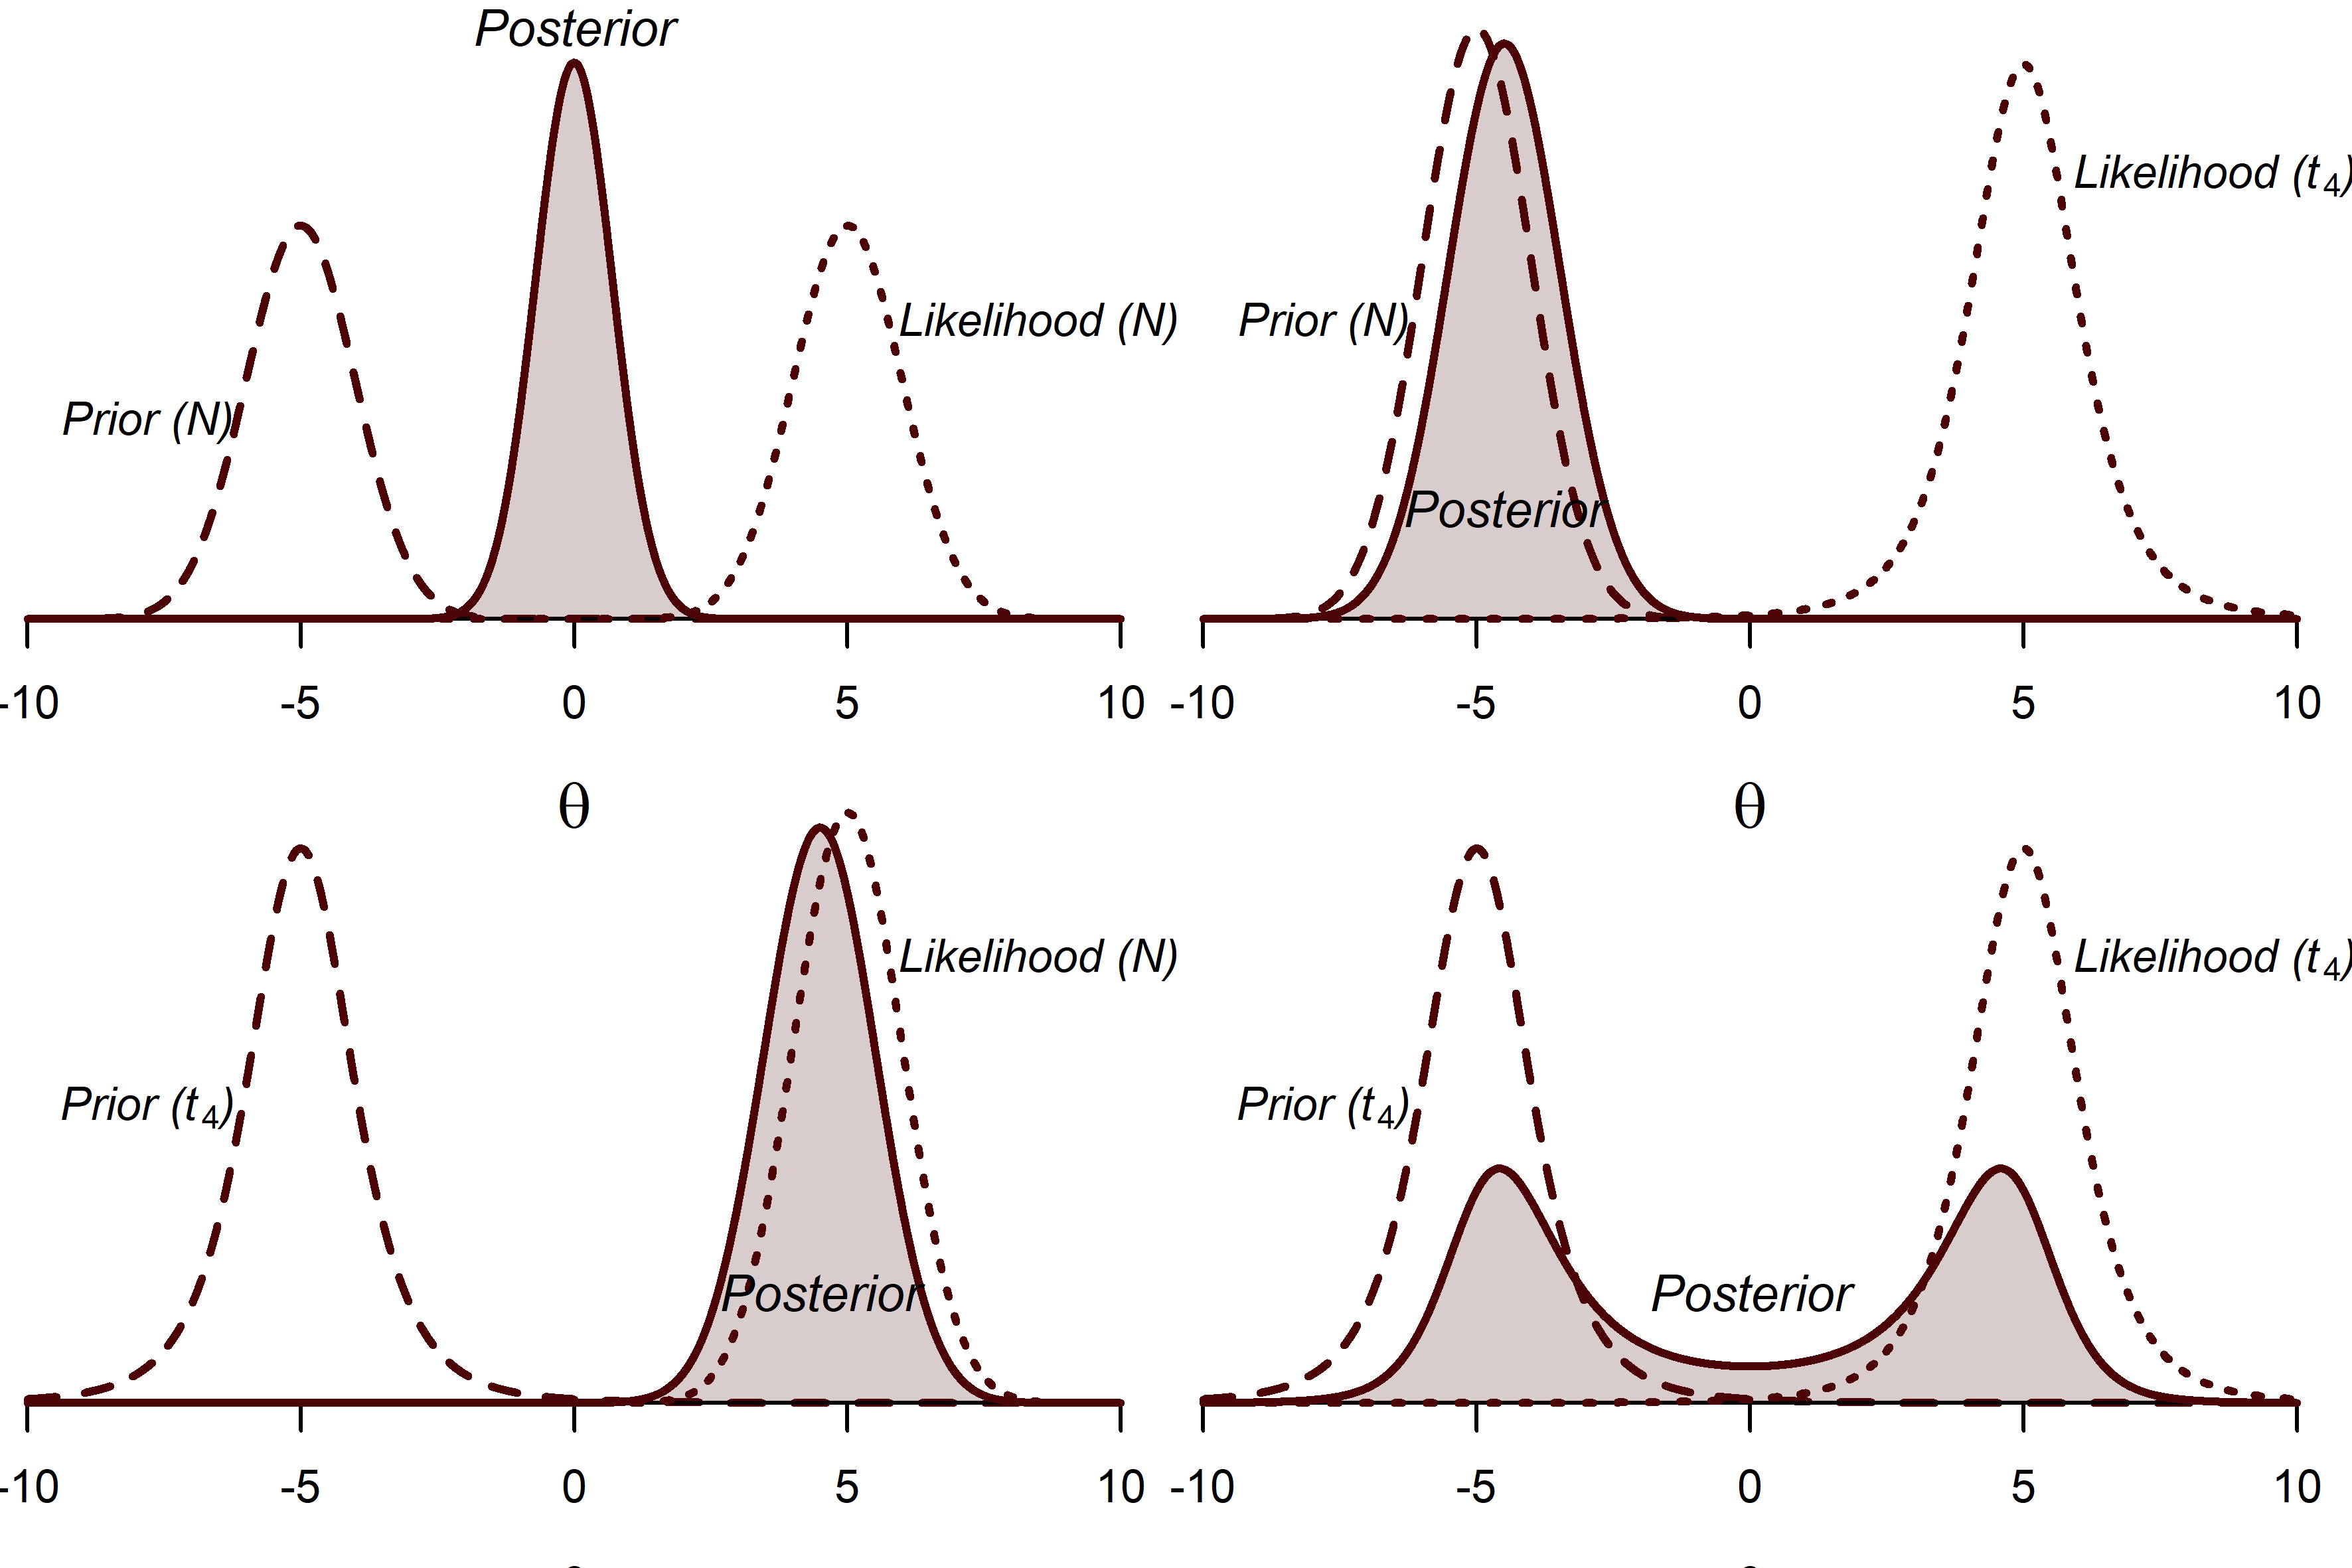 Posterior
Prior (N)
Likelihood (N)
-10 -5 0 5 10
θ
Prior (N)
Posterior
Likelihood (t4)
-10 -5 0 5 10
θ
Prior (t4)
Posterior
Likelihood (N)
-10 -5 0 5 10
Prior (t4)
Posterior
Likelihood (t4)
-10 -5 0 5 10